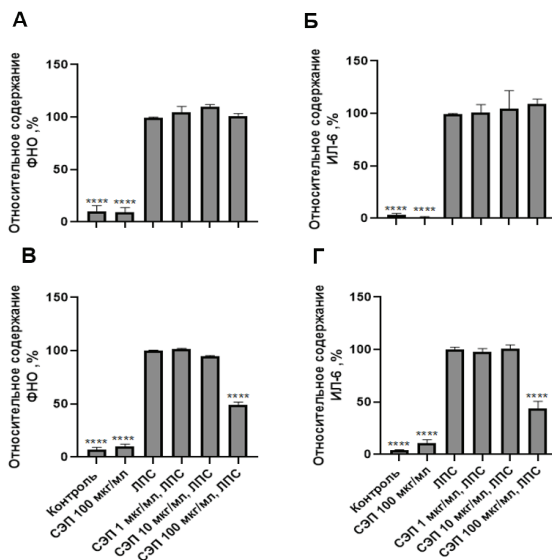 А
Относительное содержание
ФНО ,%
150
100
50
0
****
****
Б
Относительное содержание
ИЛ-6, %
150
100
50
0
****
****
В
Относительное содержание
ФНО ,%
150
100
50
0
****
****
****
Контроль
СЭП 100 мкг/мл
ЛПС
СЭП 1 мкг/мл, ЛПС
СЭП 10 мкг/мл, ЛПС
СЭП 100 мкг/мл, ЛПС
Г
Относительное содержание
ИЛ-6 ,%
150
100
50
0
****
****
****
Контроль
СЭП 100 мкг/мл
ЛПС
СЭП 1 мкг/мл, ЛПС
СЭП 10 мкг/мл, ЛПС
СЭП 100 мкг/мл, ЛПС